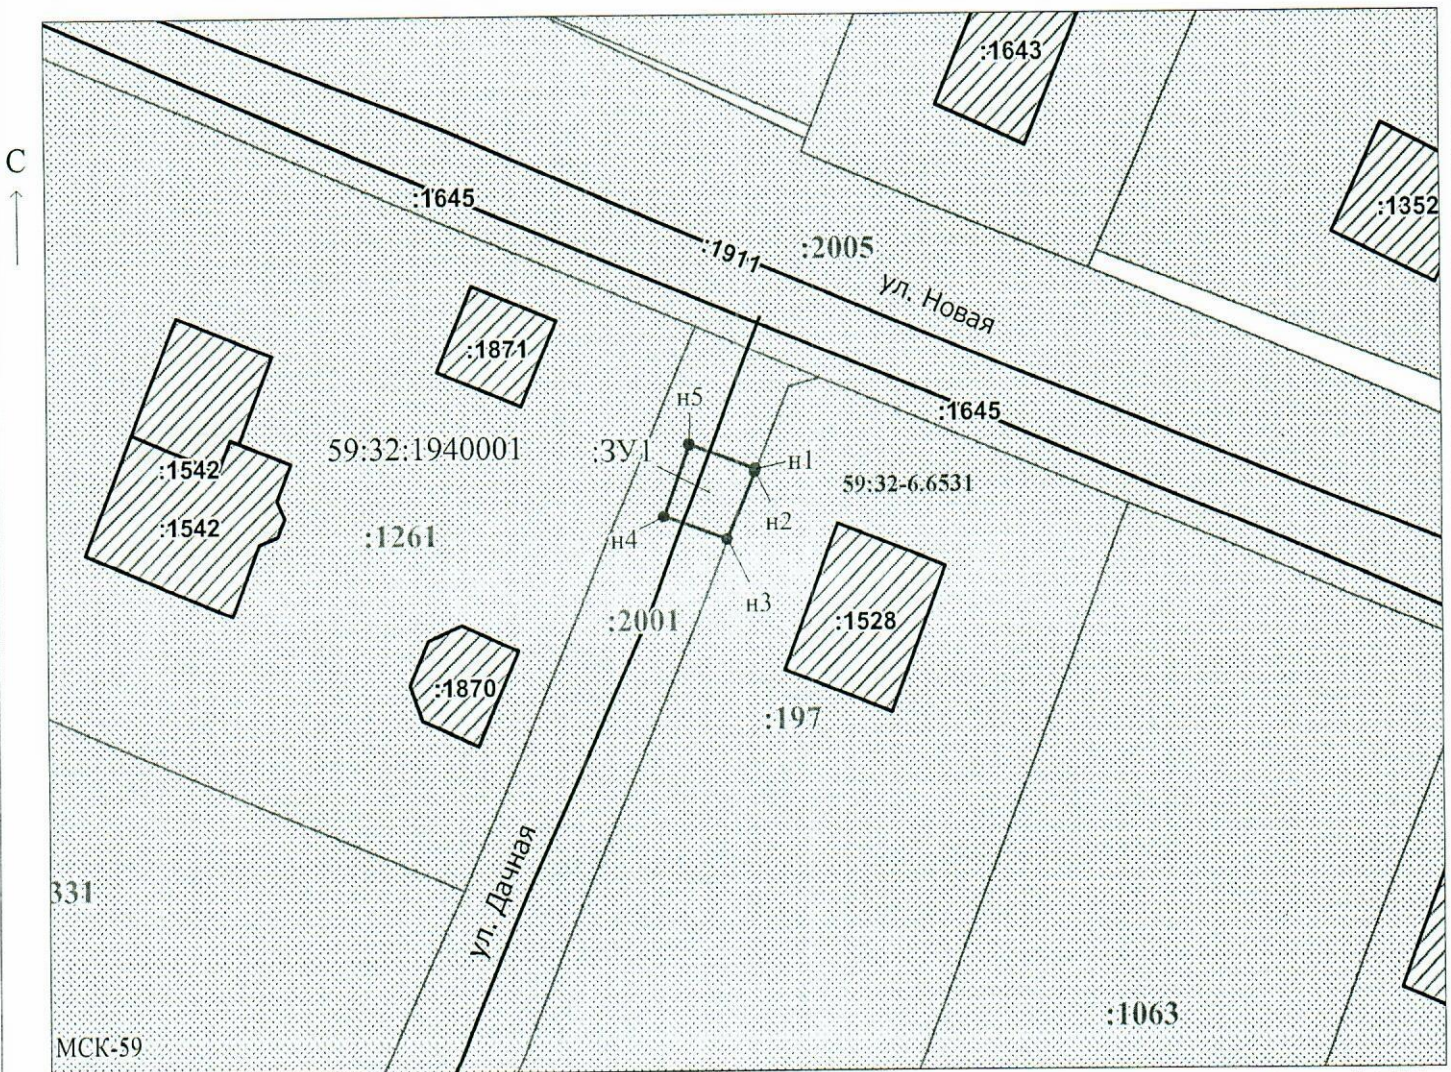 :1643
С
:1645
:1352
:1911
:2005
ул. Новая
:1871
н5
:1645
59:32:1940001
:ЗУ1
н1
:1542
59:32-6.6531
н2
:1542
:1261
н4
н3
:2001
:1528
:1870
:197
ул. Дачная
331
:1063
МСК-59